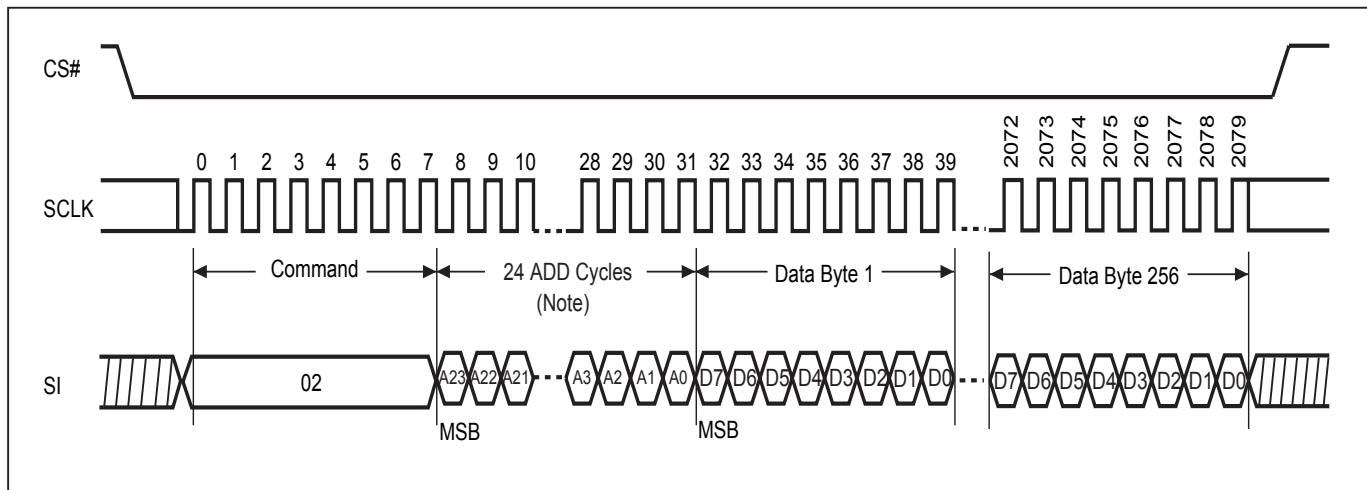 CS#
2072 2073 2074 2075 2076 2077 2078 2079
0 1 2 3 4 5 6 7 8 9 10 28 29 30 31 32 33 34 35 36 37 38 39
SCLK
Command 24 ADD Cycles Data Byte 1 Data Byte 256
(Note)
SI 02 A23 A22 A21 A3 A2 A1 A0 D7 D6 D5 D4 D3 D2 D1 D0 D7 D6 D5 D4 D3 D2 D1 D0
MSB MSB